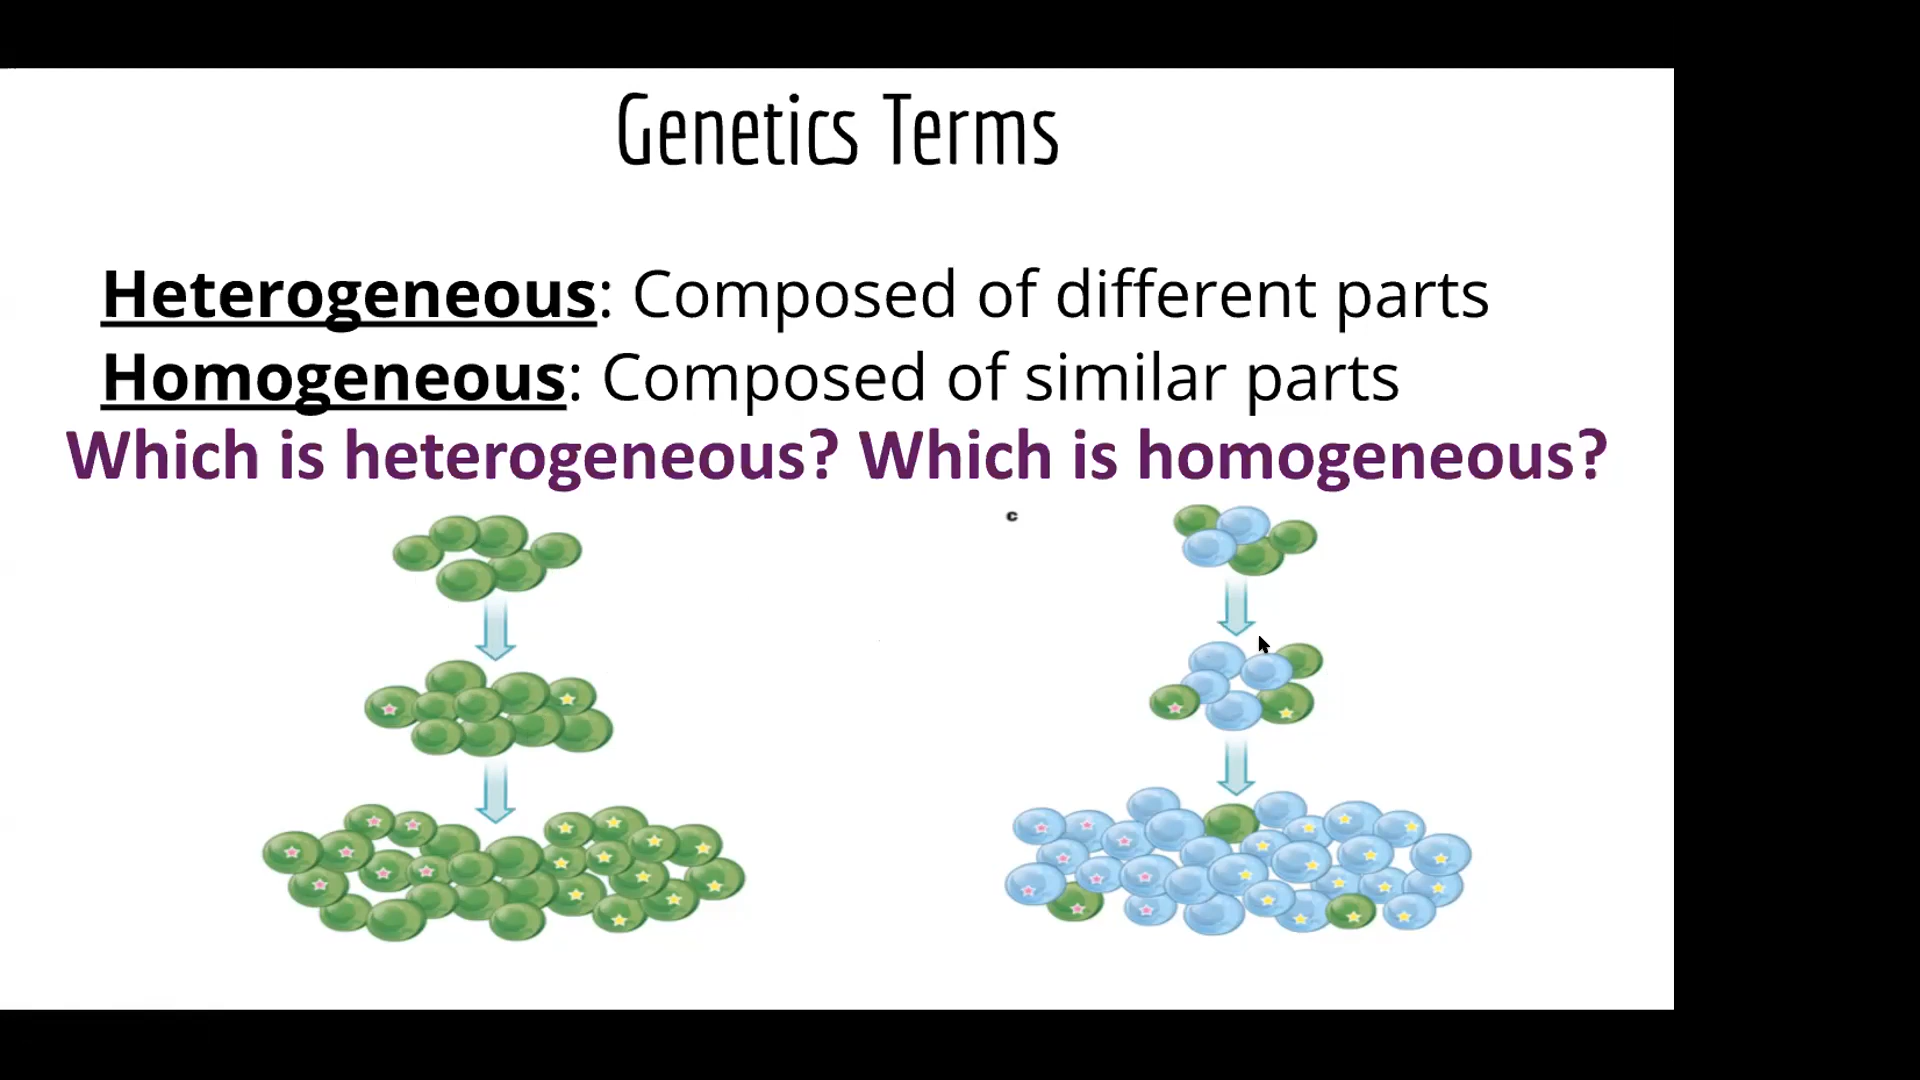 Genetics Terms
Heterogeneous: Composed of different parts
Homogeneous: Composed of similar parts
Which is heterogeneous? Which is homogeneous?
c